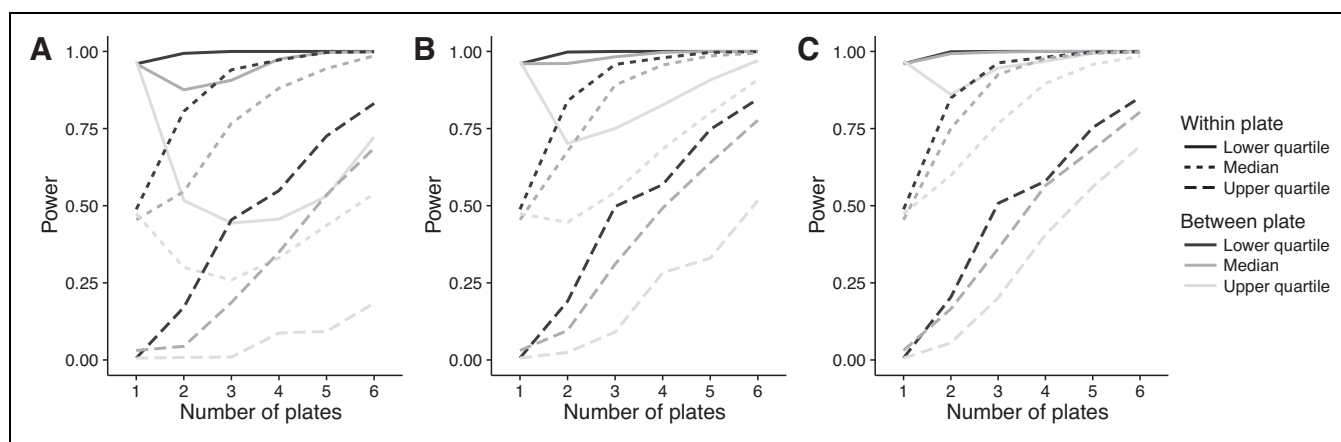 A
1.00
0.75
0.50
0.25
0.00
Power
1 2 3 4 5 6
Number of plates
B
1.00
0.75
0.50
0.25
0.00
Power
1 2 3 4 5 6
Number of plates
C
1.00
0.75
0.50
0.25
0.00
Power
1 2 3 4 5 6
Number of plates
Within plate
Lower quartile
Median
Upper quartile
Between plate
Lower quartile
Median
Upper quartile